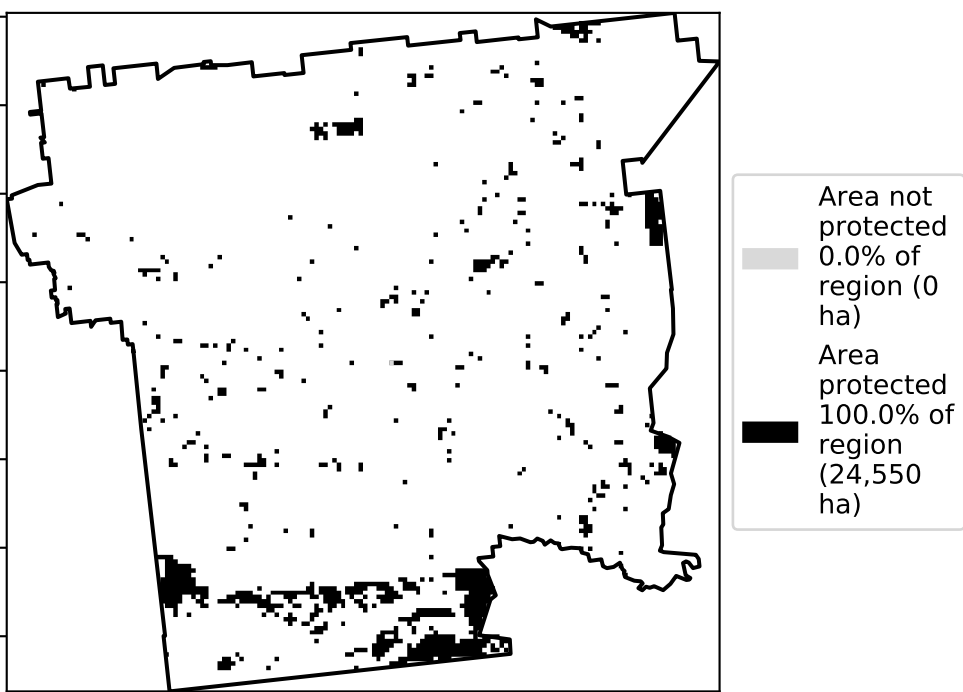 Area not
protected
0.0% of
region (0
ha)
Area
protected
100.0% of
region
(24,550
ha)